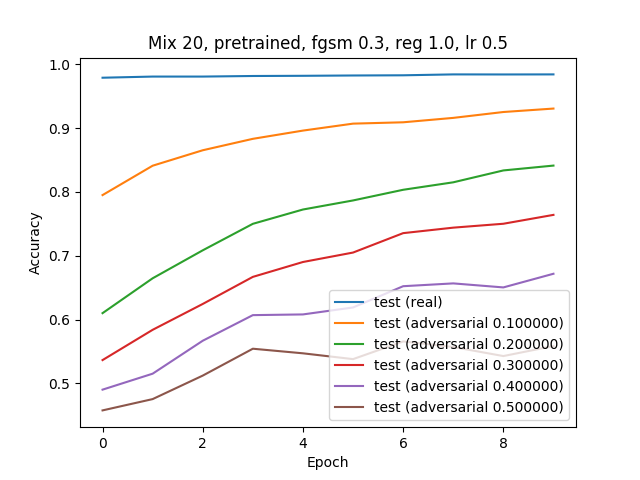 Mix 20, pretrained, fgsm 0.3, reg 1.0, lr 0.5
1.0
0.9
0.8
0.7
0.6
0.5
Accuracy
test (real)
test (adversarial 0.100000)
test (adversarial 0.200000)
test (adversarial 0.300000)
test (adversarial 0.400000)
test (adversarial 0.500000)
0 2 4 6 8
Epoch